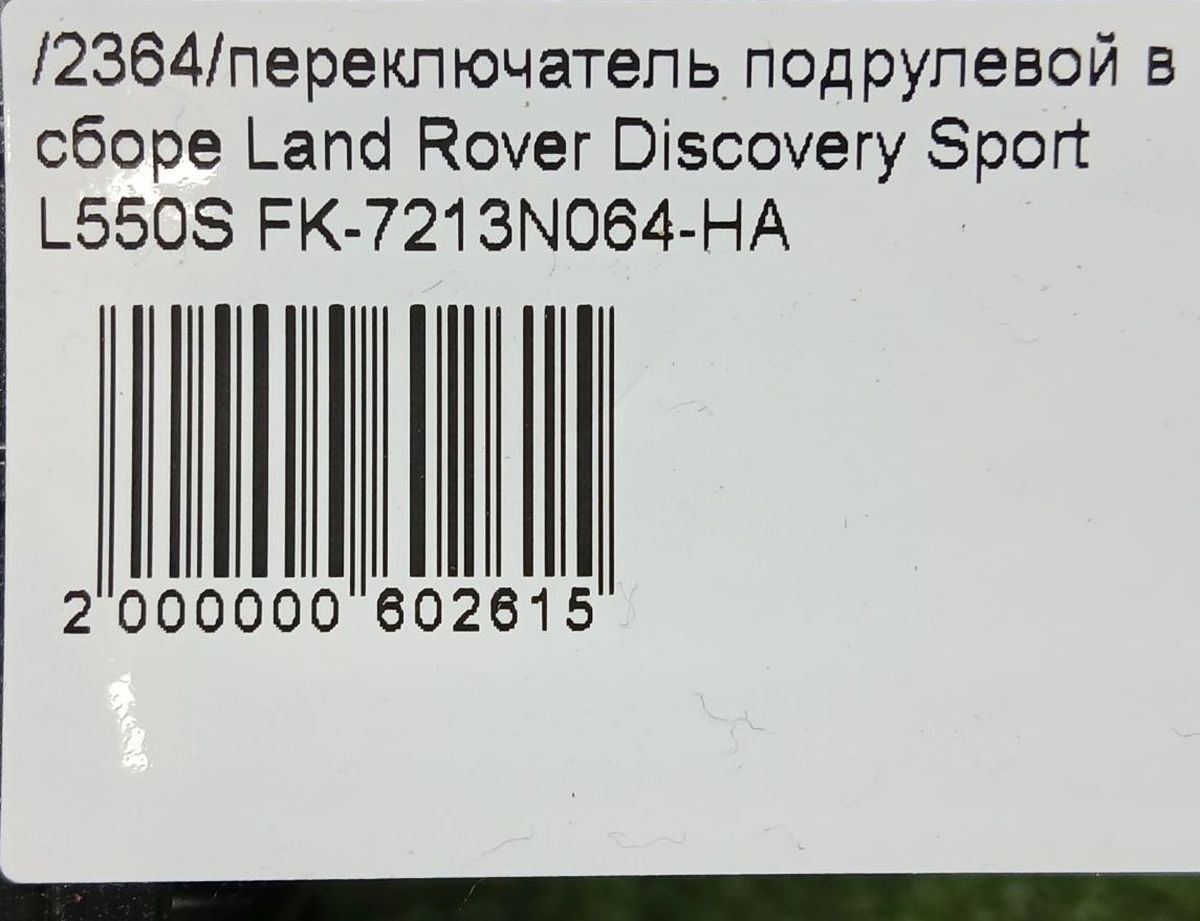 /2364/переключатель подрулевой в
сборе Land Rover Discovery Sport
L550S FK-7213N064-HA
2 000000 602615